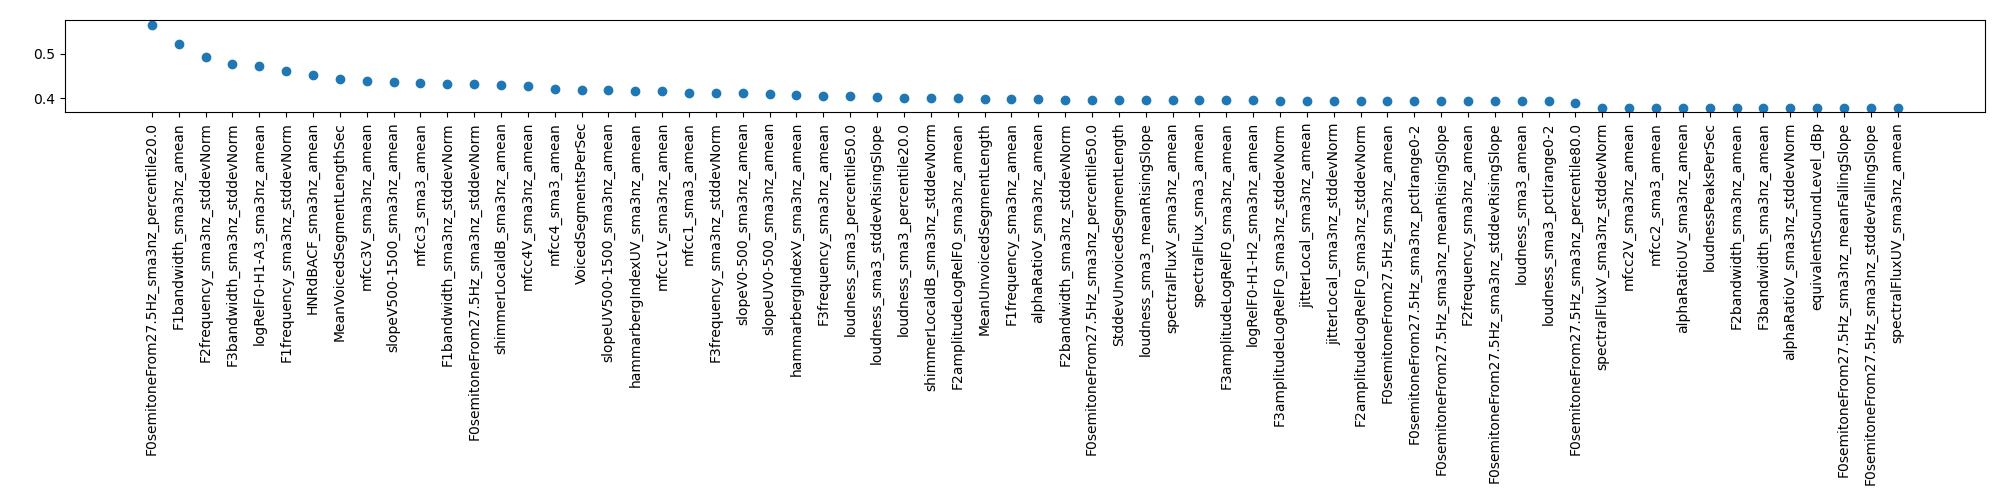 0.5
0.4
F0semitoneFrom27.5Hz_sma3nz_percentile20.0
F1bandwidth_sma3nz_amean
F2frequency_sma3nz_stddevNorm
F3bandwidth_sma3nz_stddevNorm
logRelF0-H1-A3_sma3nz_amean
F1frequency_sma3nz_stddevNorm
HNRdBACF_sma3nz_amean
MeanVoicedSegmentLengthSec
mfcc3V_sma3nz_amean
slopeV500-1500_sma3nz_amean
mfcc3_sma3_amean
F1bandwidth_sma3nz_stddevNorm
F0semitoneFrom27.5Hz_sma3nz_stddevNorm
shimmerLocaldB_sma3nz_amean
mfcc4V_sma3nz_amean
mfcc4_sma3_amean
VoicedSegmentsPerSec
slopeUV500-1500_sma3nz_amean
hammarbergIndexUV_sma3nz_amean
mfcc1V_sma3nz_amean
mfcc1_sma3_amean
F3frequency_sma3nz_stddevNorm
slopeV0-500_sma3nz_amean
slopeUV0-500_sma3nz_amean
hammarbergIndexV_sma3nz_amean
F3frequency_sma3nz_amean
loudness_sma3_percentile50.0
loudness_sma3_stddevRisingSlope
loudness_sma3_percentile20.0
shimmerLocaldB_sma3nz_stddevNorm
F2amplitudeLogRelF0_sma3nz_amean
MeanUnvoicedSegmentLength
F1frequency_sma3nz_amean
alphaRatioV_sma3nz_amean
F2bandwidth_sma3nz_stddevNorm
F0semitoneFrom27.5Hz_sma3nz_percentile50.0
StddevUnvoicedSegmentLength
loudness_sma3_meanRisingSlope
spectralFluxV_sma3nz_amean
spectralFlux_sma3_amean
F3amplitudeLogRelF0_sma3nz_amean
logRelF0-H1-H2_sma3nz_amean
F3amplitudeLogRelF0_sma3nz_stddevNorm
jitterLocal_sma3nz_amean
jitterLocal_sma3nz_stddevNorm
F2amplitudeLogRelF0_sma3nz_stddevNorm
F0semitoneFrom27.5Hz_sma3nz_amean
F0semitoneFrom27.5Hz_sma3nz_pctlrange0-2
F0semitoneFrom27.5Hz_sma3nz_meanRisingSlope
F2frequency_sma3nz_amean
F0semitoneFrom27.5Hz_sma3nz_stddevRisingSlope
loudness_sma3_amean
loudness_sma3_pctlrange0-2
F0semitoneFrom27.5Hz_sma3nz_percentile80.0
spectralFluxV_sma3nz_stddevNorm
mfcc2V_sma3nz_amean
mfcc2_sma3_amean
alphaRatioUV_sma3nz_amean
loudnessPeaksPerSec
F2bandwidth_sma3nz_amean
F3bandwidth_sma3nz_amean
alphaRatioV_sma3nz_stddevNorm
equivalentSoundLevel_dBp
F0semitoneFrom27.5Hz_sma3nz_meanFallingSlope
F0semitoneFrom27.5Hz_sma3nz_stddevFallingSlope
spectralFluxUV_sma3nz_amean